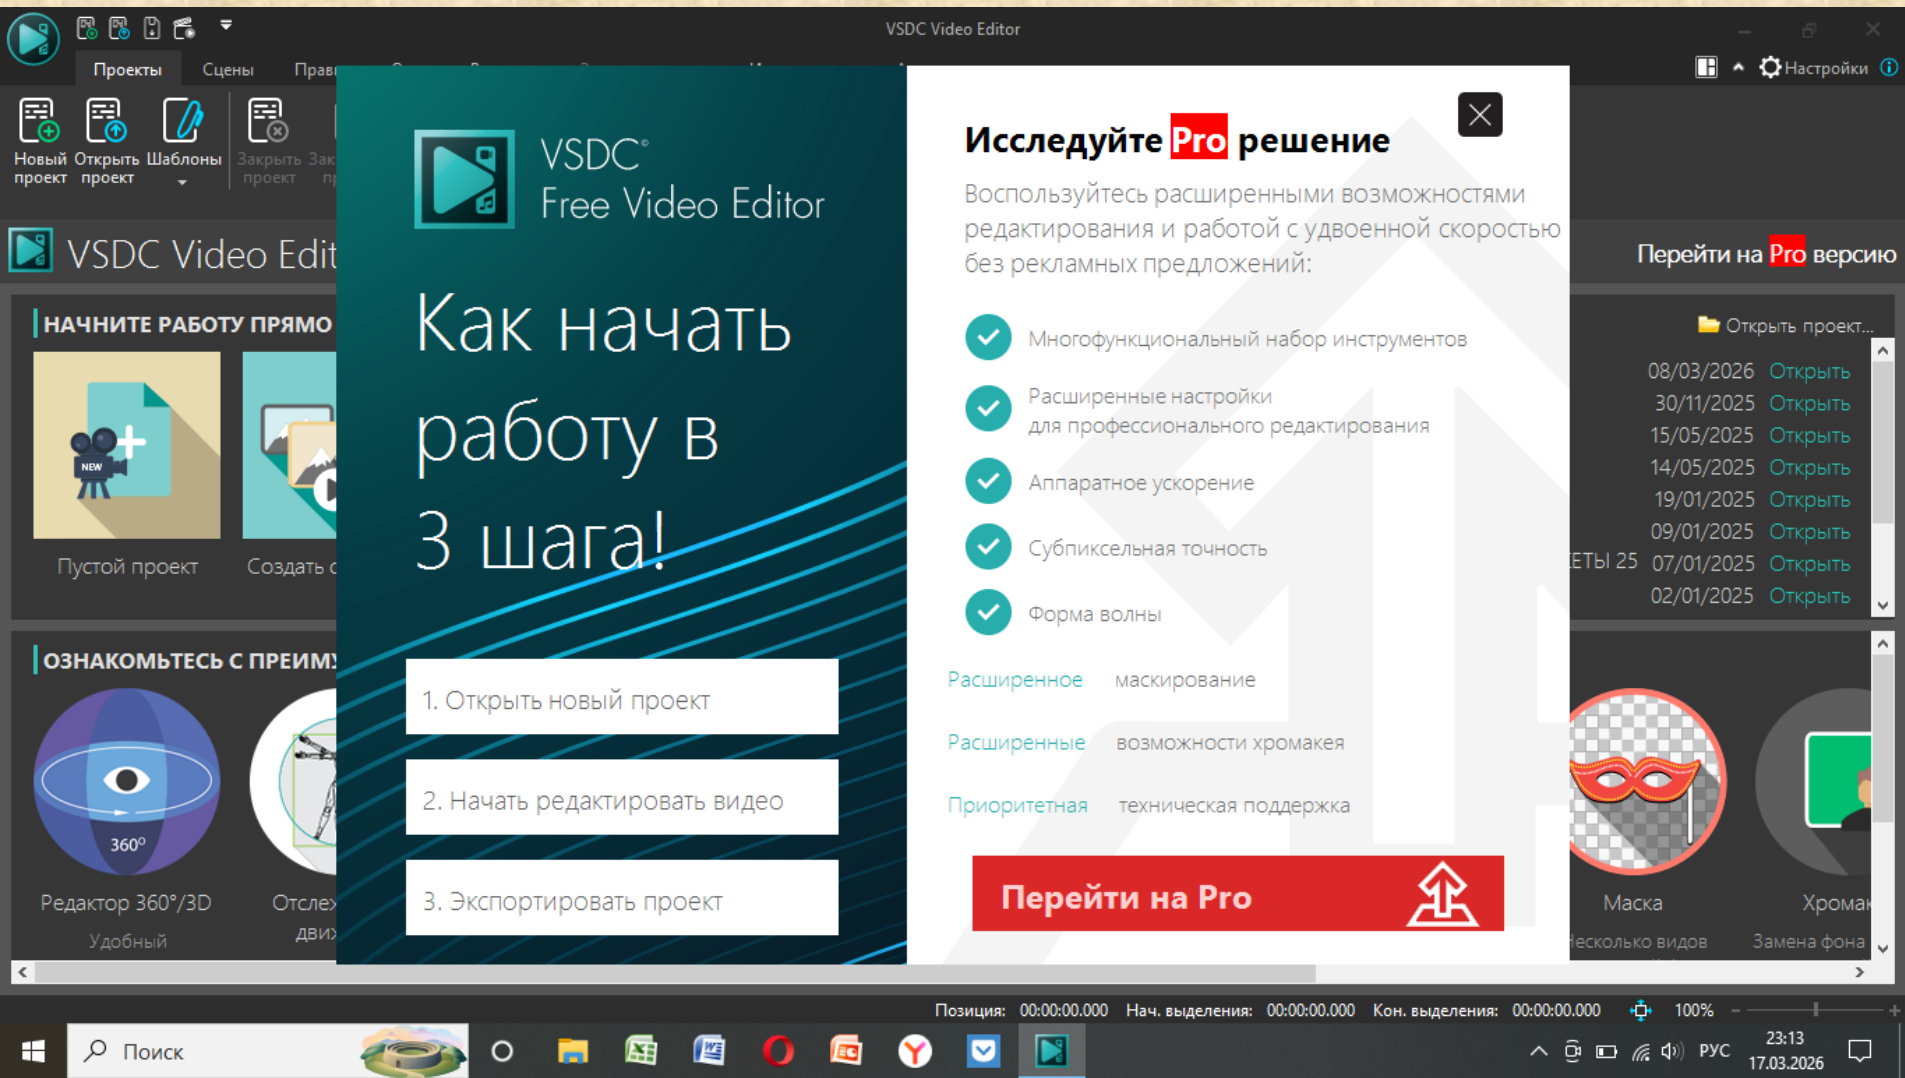 VSDC Video Editor
Проекты Сцены
Настройки
Новый проект
Открыть проект
Шаблоны
Закрыть проект
VSDC Video
Перейти на Pro версию
НАЧНИТЕ РАБОТУ ПРЯМО
NEW
Пустой проект
Создать
ОЗНАКОМЬТЕСЬ С
360°
Редактор 360°/3D
Удобный
VSDC®
Free Video Editor
Как начать
работу в
3 шага!
1. Открыть новый проект
2. Начать редактировать видео
3. Экспортировать проект
Исследуйте Pro решение
Воспользуйтесь расширенными возможностями
редактирования и работой с удвоенной скоростью
без рекламных предложений:
Многофункциональный набор инструментов
Расширенные настройки
для профессионального редактирования
Аппаратное ускорение
Субпиксельная точность
Форма волны
Расширенное маскирование
Расширенные возможности хромакея
Приоритетная техническая поддержка
Перейти на Pro
Открыть проект...
08/03/2026 Открыть
30/11/2025 Открыть
15/05/2025 Открыть
14/05/2025 Открыть
19/01/2025 Открыть
09/01/2025 Открыть
25 07/01/2025 Открыть
02/01/2025 Открыть
Маска
видов
Замена фона
Позиция: 00:00:00.000 Нач. выделения: 00:00:00.000 Кон. выделения: 00:00:00.000 100%
Поиск
РУС
23:13
17.03.2026